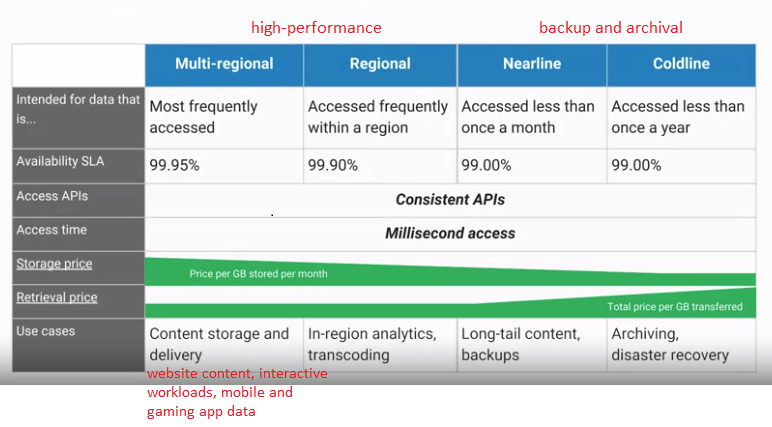 high-performance
backup and archival
Multi-regional
Regional
Nearline
Coldline
Intended for data that
is...
Most frequently
accessed
Accessed frequently
within a region
Accessed less than
once a month
Accessed less than
once a year
Availability SLA
99.95%
99.90%
99.00%
99.00%
Access APIs
Consistent APIs
Access time
Millisecond access
Storage price
Price per GB stored per month
Retrieval price
Total price per GB transferred
Use cases
Content storage and
delivery
In-region analytics,
transcoding
Long-tail content,
backups
Archiving,
disaster recovery
website content, interactive
workloads, mobile and
gaming app data